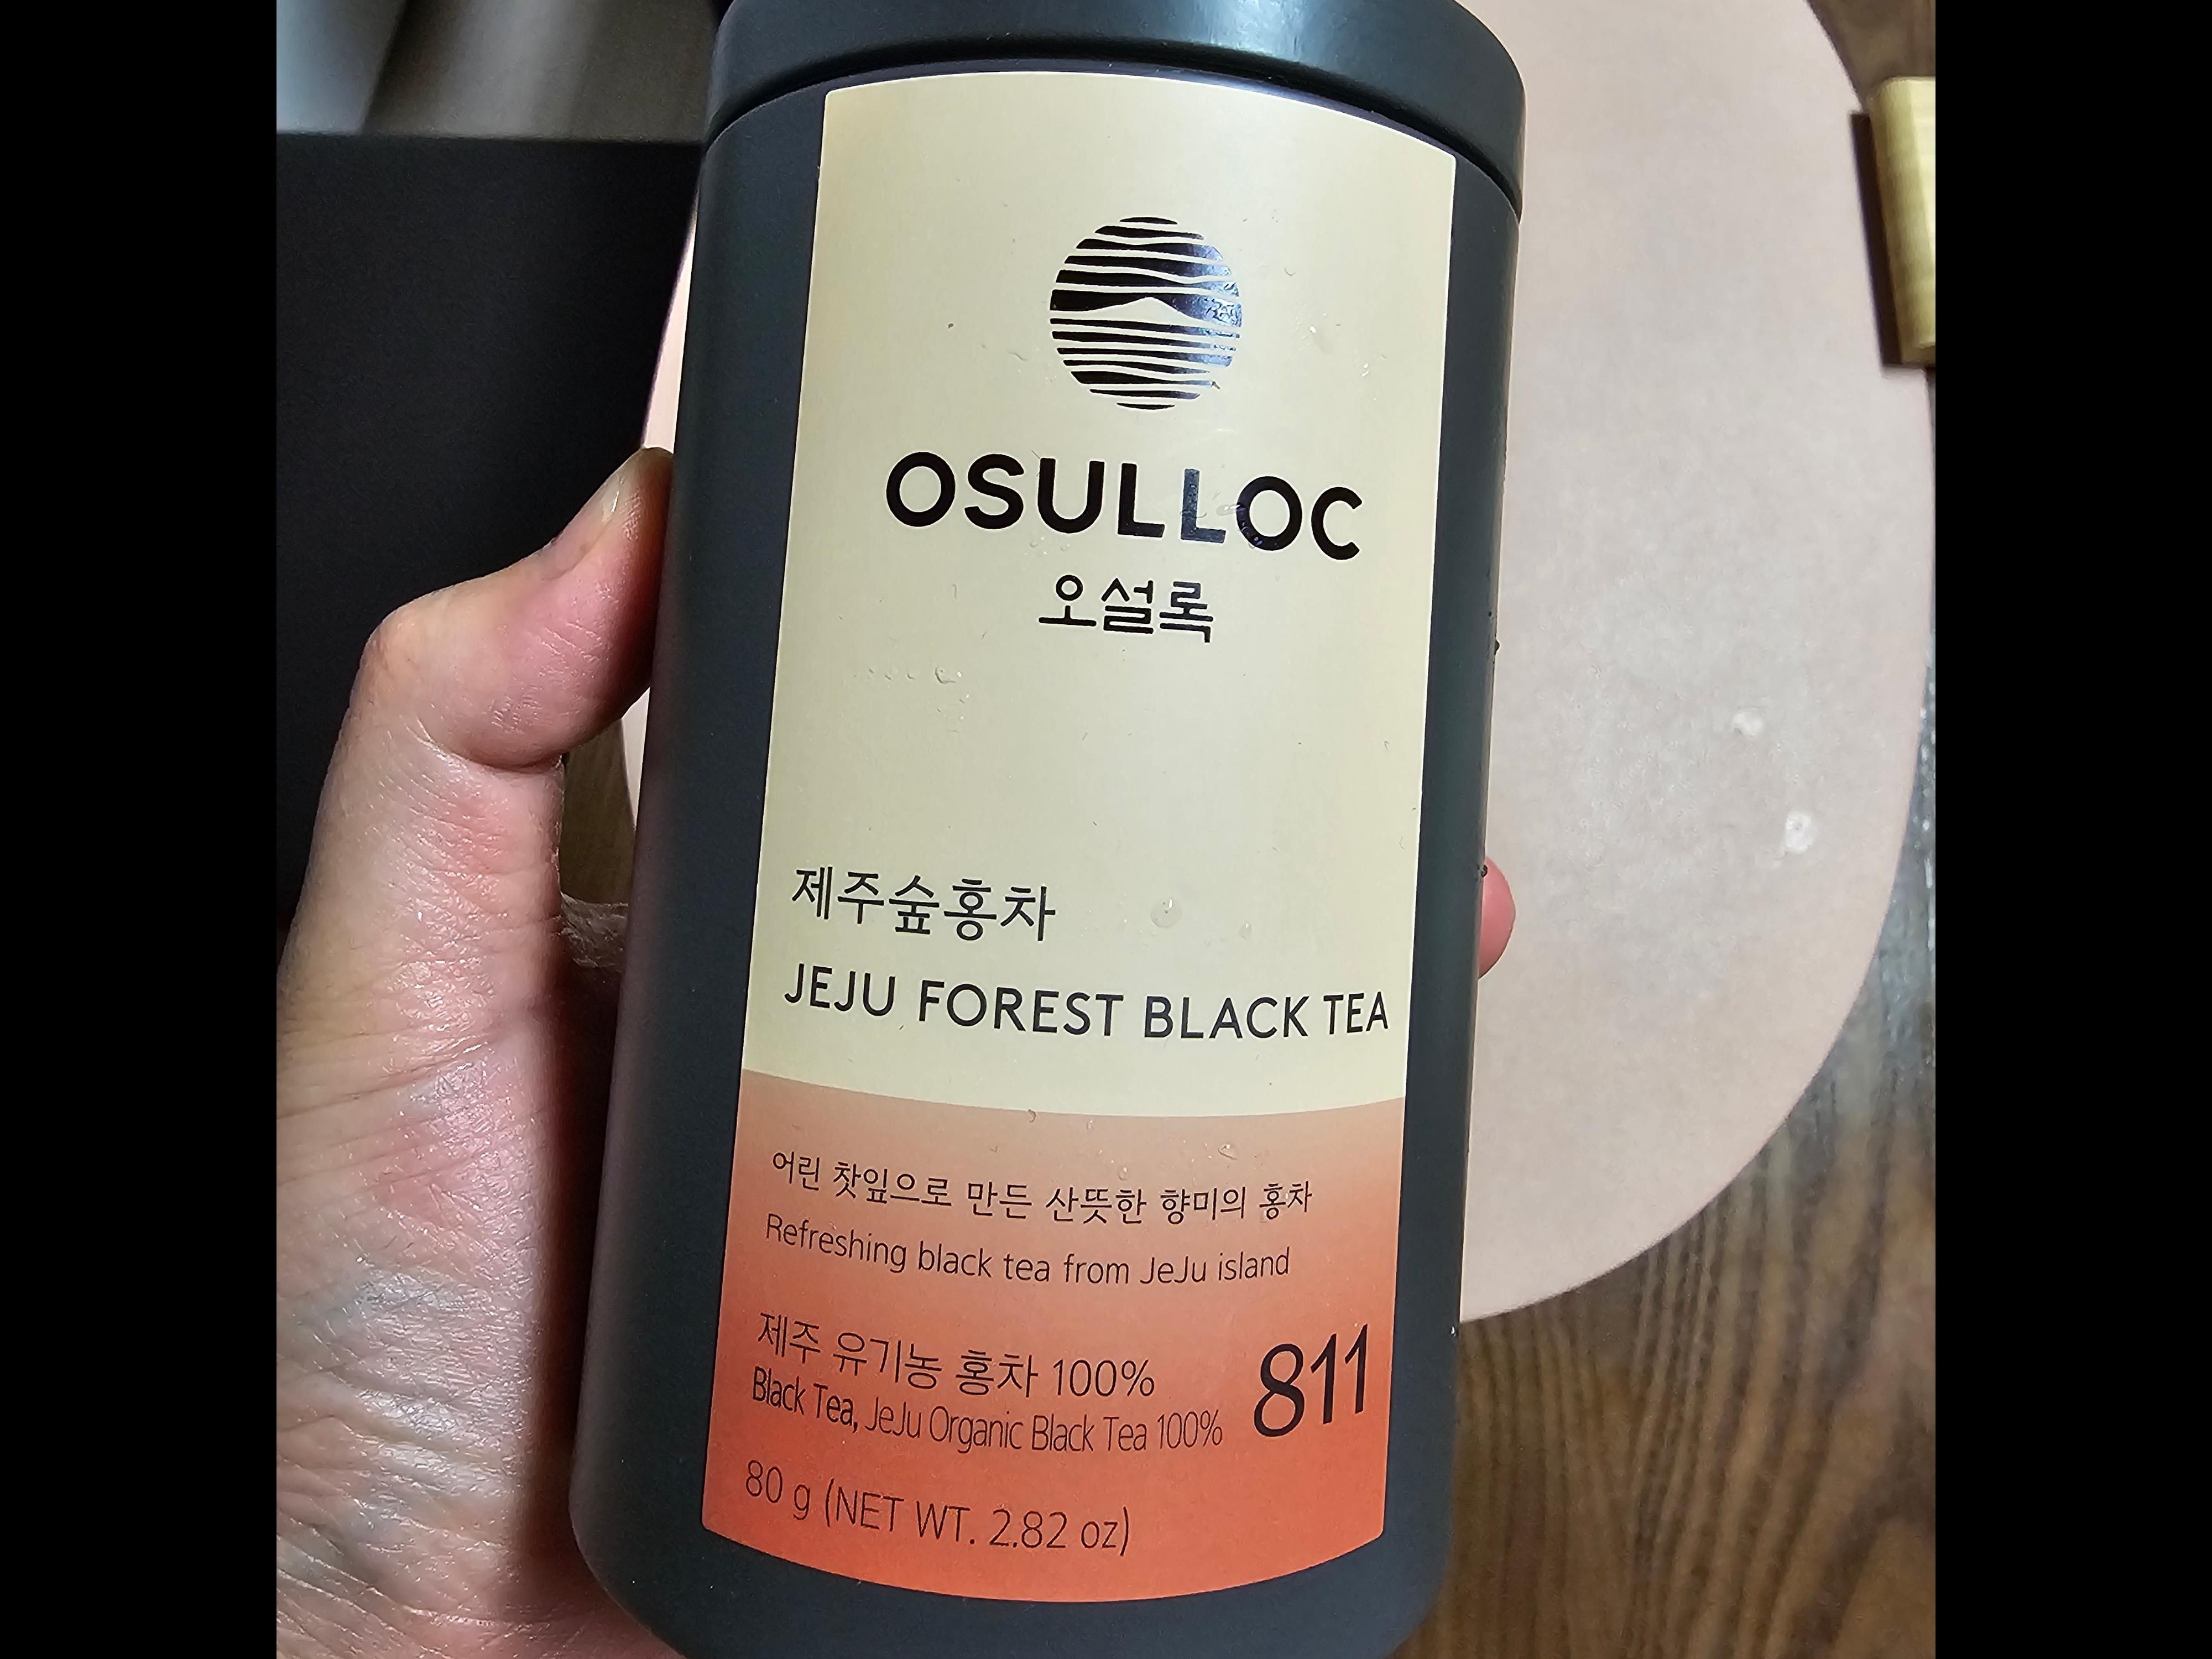 OSULLOC
오설록
제주숲홍차
JEJU FOREST BLACK TEA
어린 찻잎으로 만든 산뜻한 향미의 홍차
Refreshing black tea from JeJu island
제주 유기농 홍차 100%
Black Tea, JeJu Organic Black Tea 100%
811
80 g (NET WT. 2.82 oz)